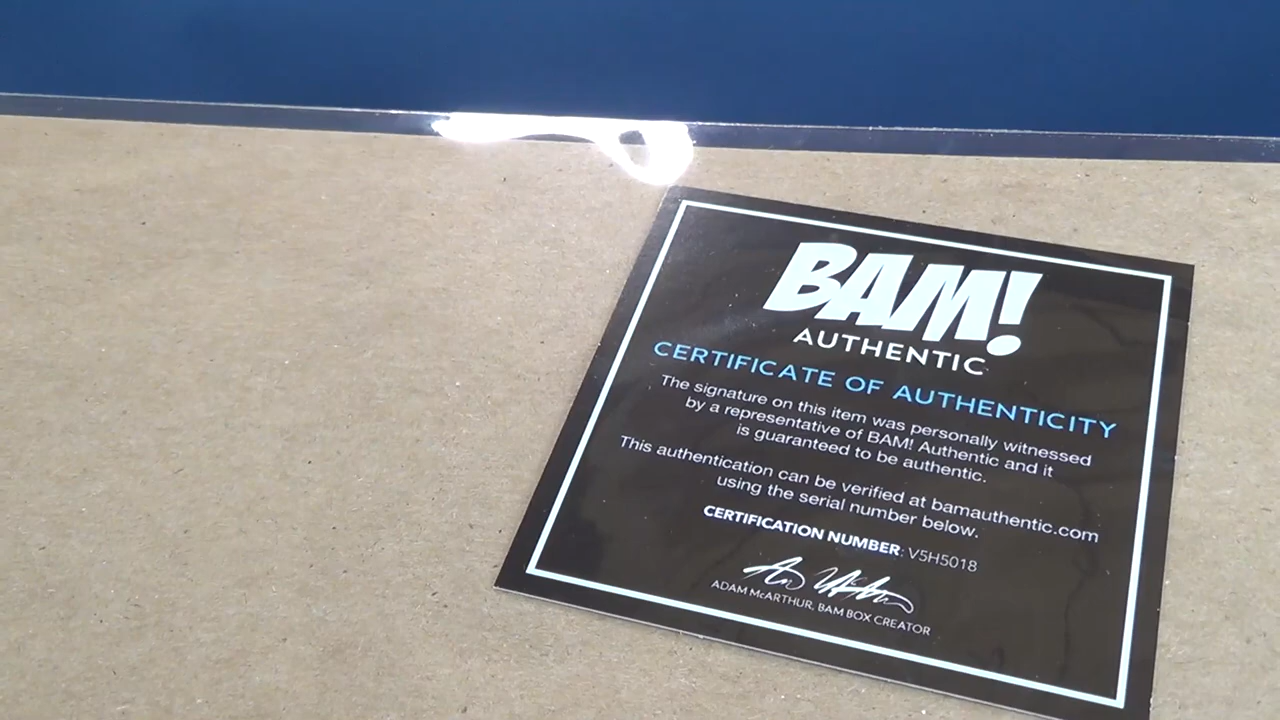 BAM!
AUTHENTIC
CERTIFICATE OF AUTHENTICITY
The signature on this item was personally witnessed
by a representative of BAM! Authentic and it
is guaranteed to be authentic.
This authentication can be verified at bamauthentic.com
using the serial number below.
CERTIFICATION NUMBER: V5H5018
ADAM McARTHUR, BAM BOX CREATOR